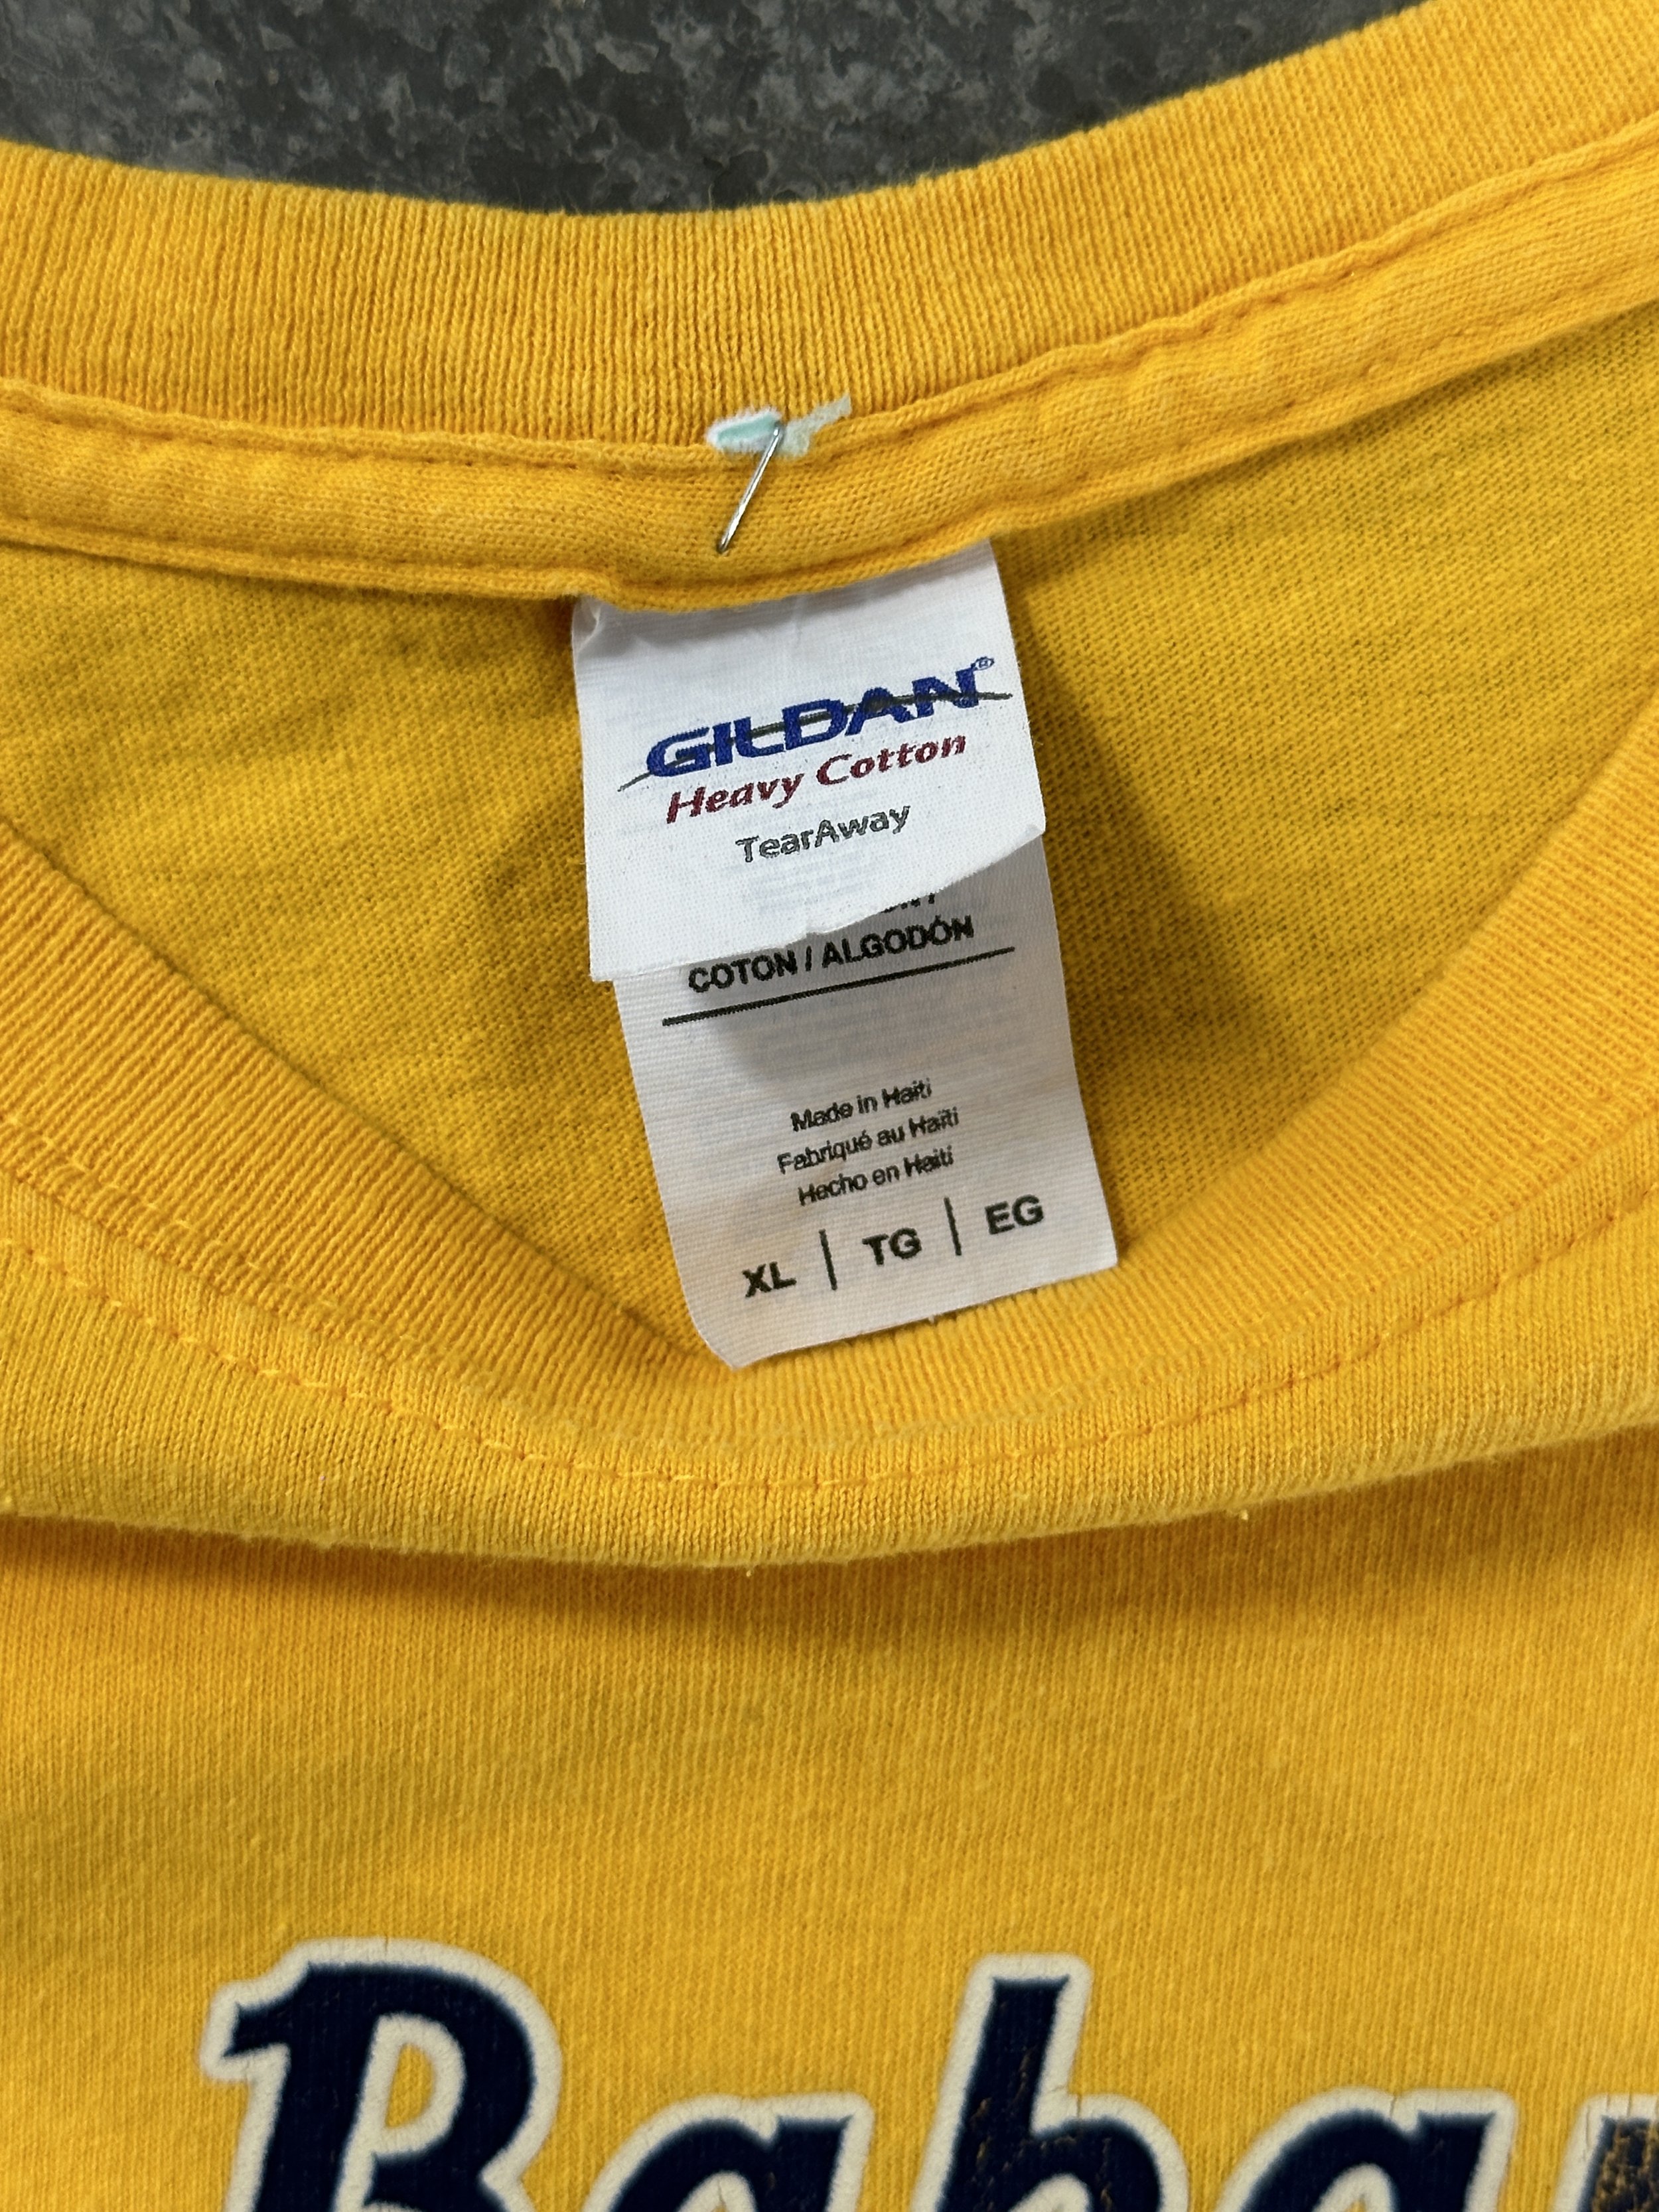 GILDAN®
Heavy Cotton
TearAway
COTON / ALGODÓN
Made in Haiti
Fabriqué au Haïti
Hecho en Haití
XL | TG | EG